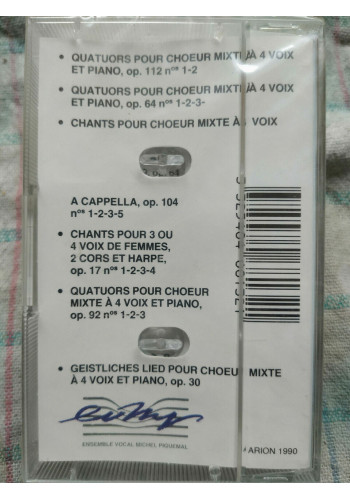 • QUATUORS POUR CHOEUR MIXTE /À 4 VOIX
ET PIANO, op. 112 nos 1-2
• QUATUORS POUR CHOEUR MIXTE /À 4 VOIX
ET PIANO, op. 64 nos 1-2-3-
• CHANTS POUR CHOEUR MIXTE À 4 VOIX
A CAPPELLA, op. 104
nos 1-2-3-5
• CHANTS POUR 3 OU
4 VOIX DE FEMMES,
2 CORS ET HARPE,
op. 17 nos 1-2-3-4
• QUATUORS POUR CHOEUR
MIXTE À 4 VOIX ET PIANO,
op. 92 nos 1-2-3
• GEISTLICHES LIED POUR CHOEUR MIXTE
À 4 VOIX ET PIANO, op. 30
ENSEMBLE VOCAL MICHEL PIQUEMAL
ARION 1990